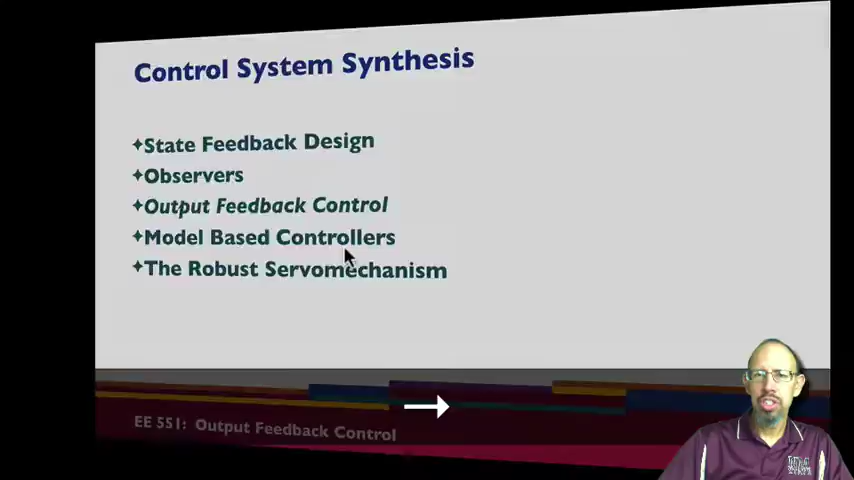 Control System Synthesis
✦State Feedback Design
✦Observers
✦Output Feedback Control
✦Model Based Controllers
✦The Robust Servomechanism
EE 551: Output Feedback Control